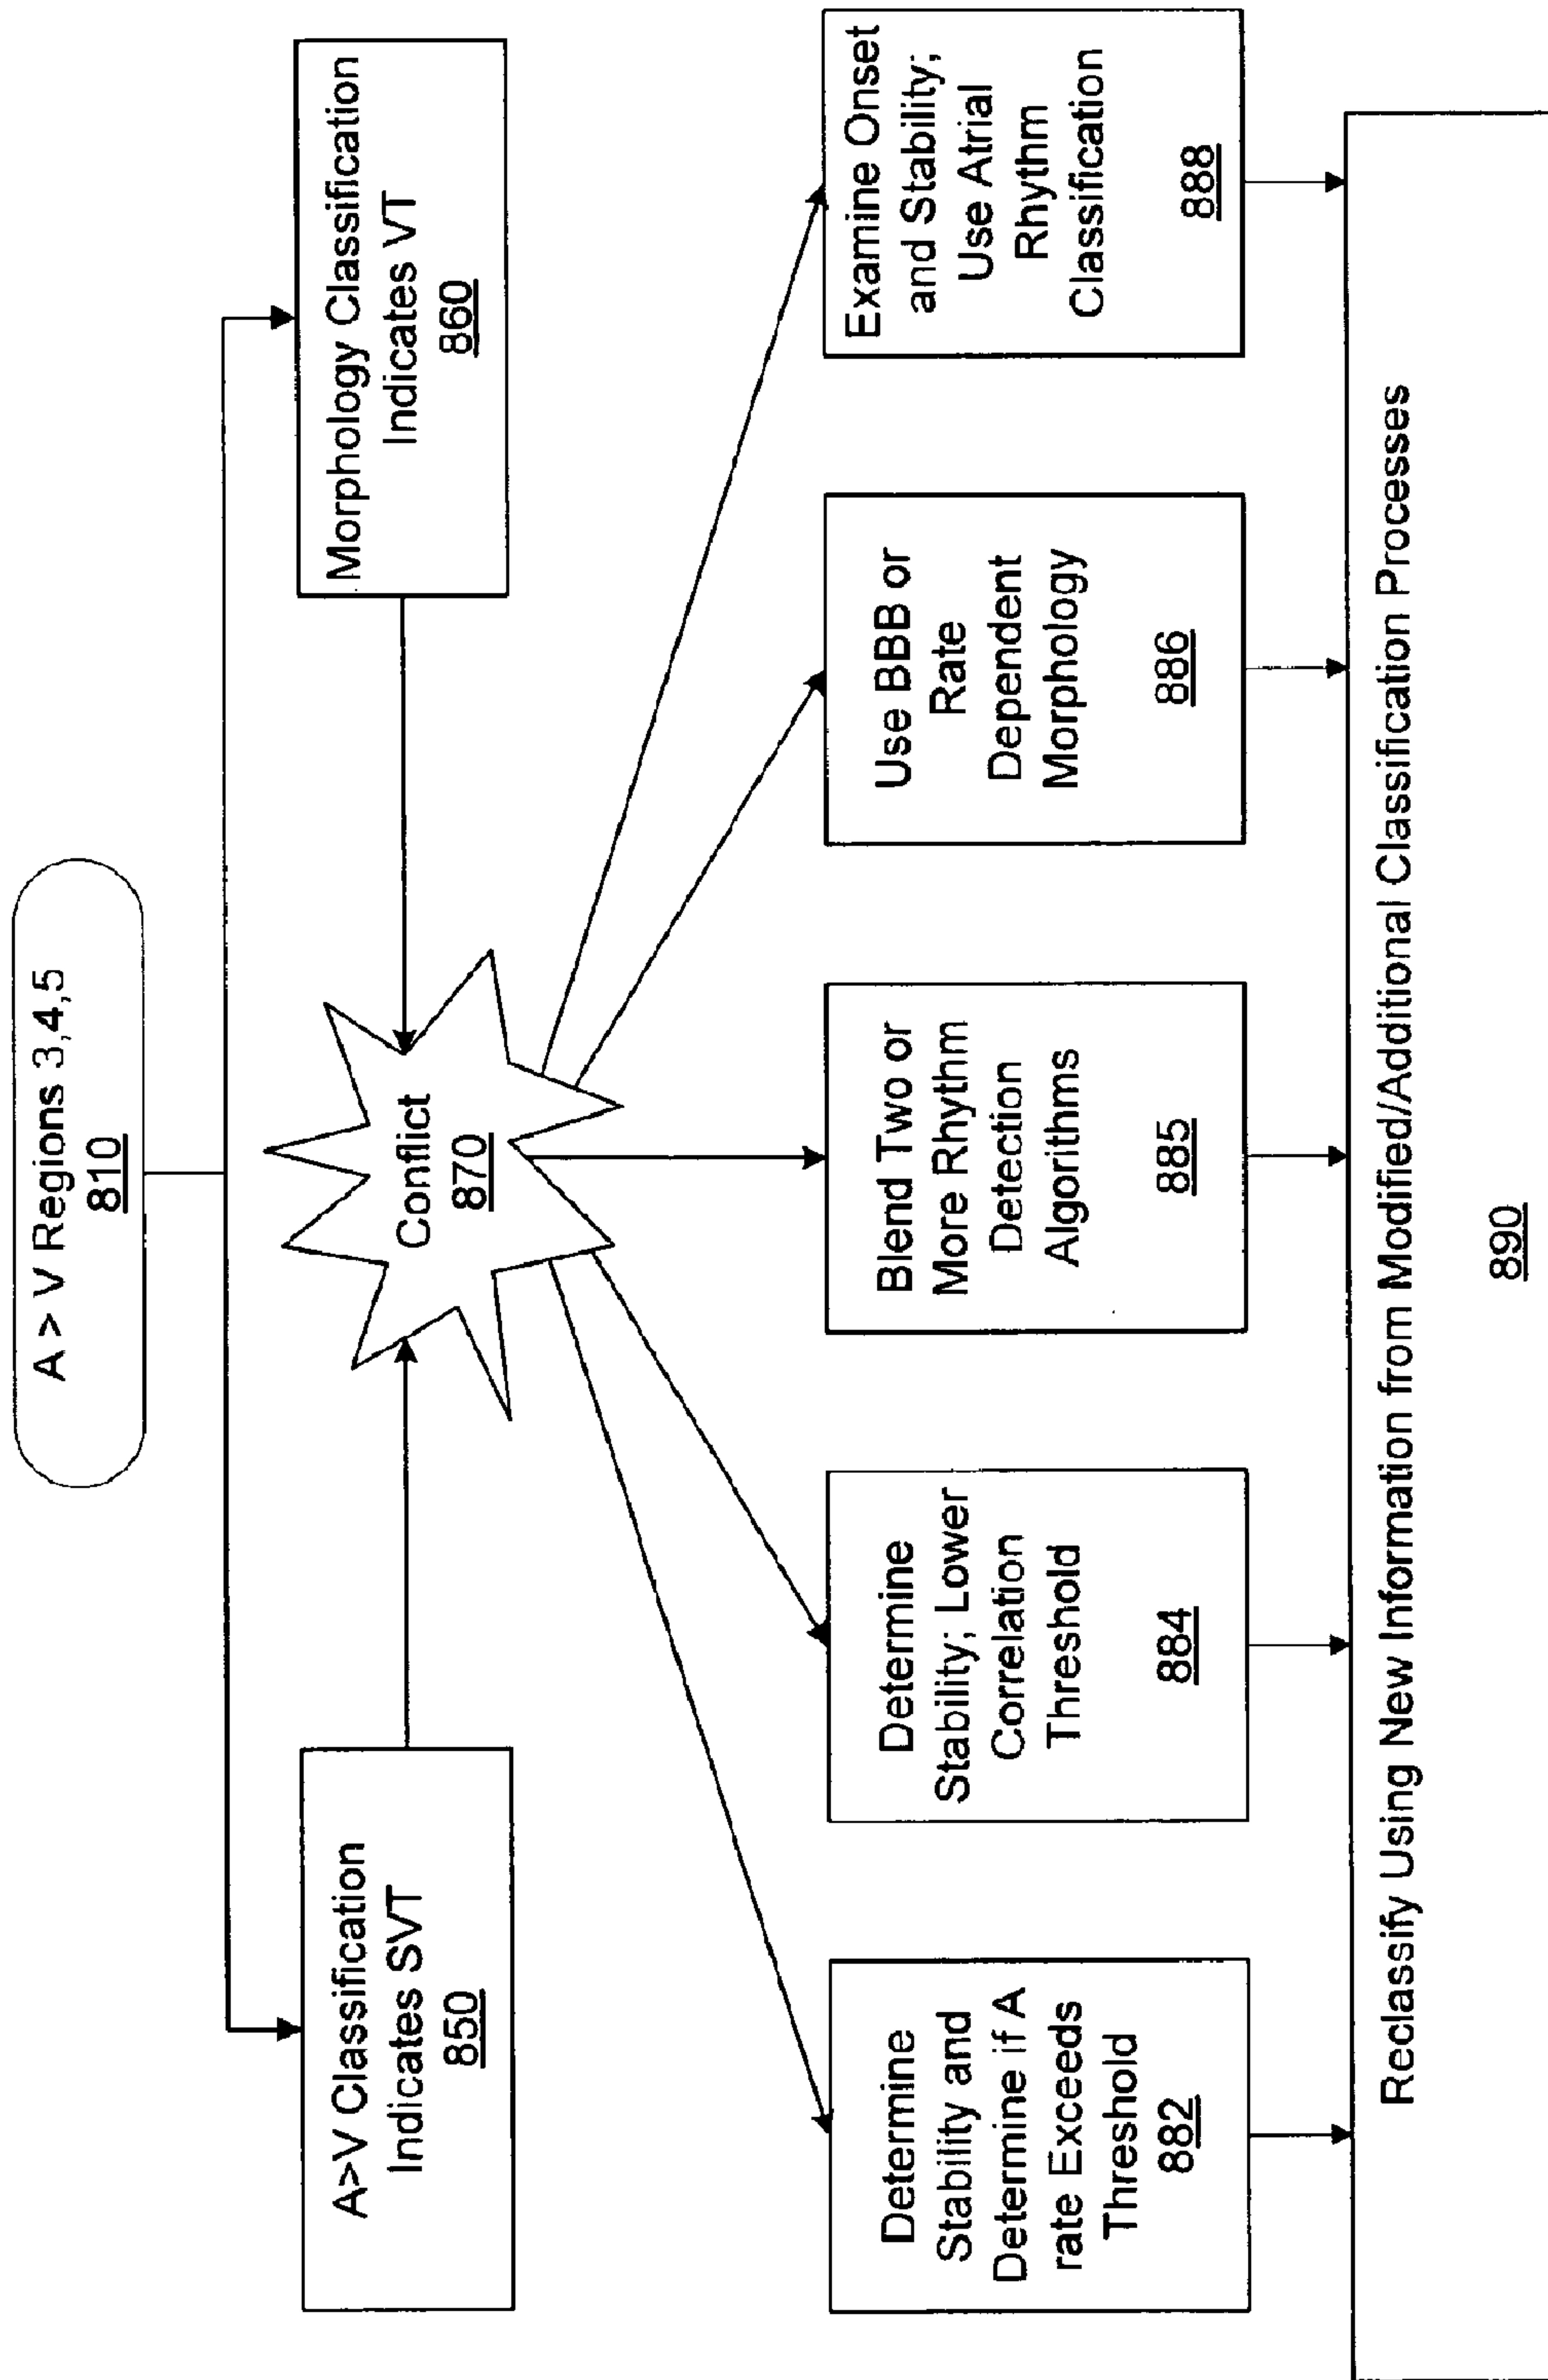 A > V Regions 3,4,5
810
A>V Classification
Indicates SVT
850
Conflict
870
Morphology Classification
Indicates VT
860
Determine
Stability and
Determine if A
rate Exceeds
Threshold
882
Determine
Stability; Lower
Correlation
Threshold
884
Blend Two or
More Rhythm
Detection
Algorithms
885
Use BBB or
Rate
Dependent
Morphology
886
Examine Onset
and Stability;
Use Atrial
Rhythm
Classification
888
Reclassify Using New Information from Modified/Additional Classification Processes
890